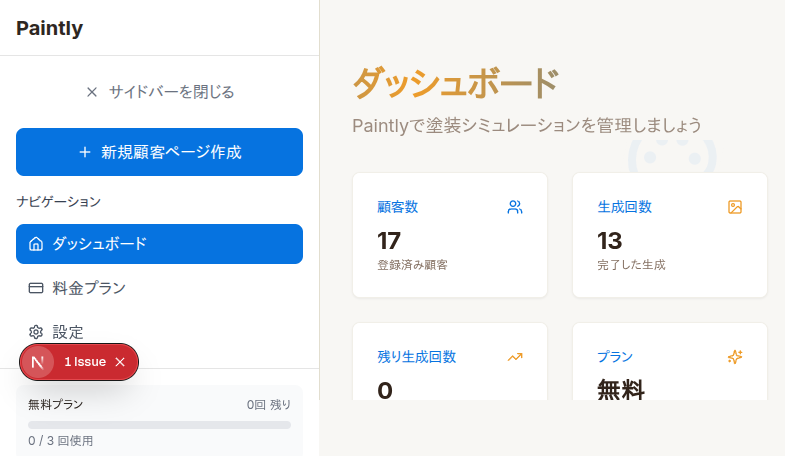 Paintly
サイドバーを閉じる
新規顧客ページ作成
ナビゲーション
ダッシュボード
料金プラン
設定
1 Issue
無料プラン 0回 残り
0 / 3 回使用
ダッシュボード
Paintlyで塗装シミュレーションを管理しましょう
顧客数
17
登録済み顧客
生成回数
13
完了した生成
残り生成回数
0
プラン
無料